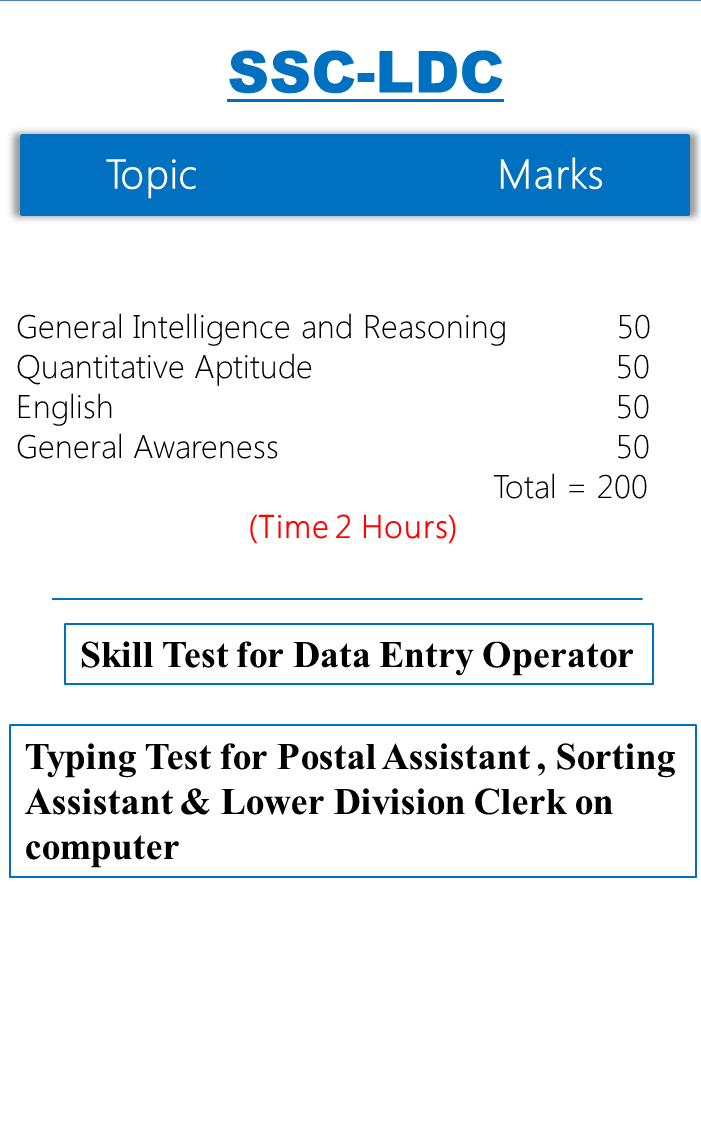 SSC-LDC
Topic Marks
General Intelligence and Reasoning 50
Quantitative Aptitude 50
English 50
General Awareness 50
Total = 200
(Time 2 Hours)
Skill Test for Data Entry Operator
Typing Test for Postal Assistant , Sorting
Assistant & Lower Division Clerk on
computer